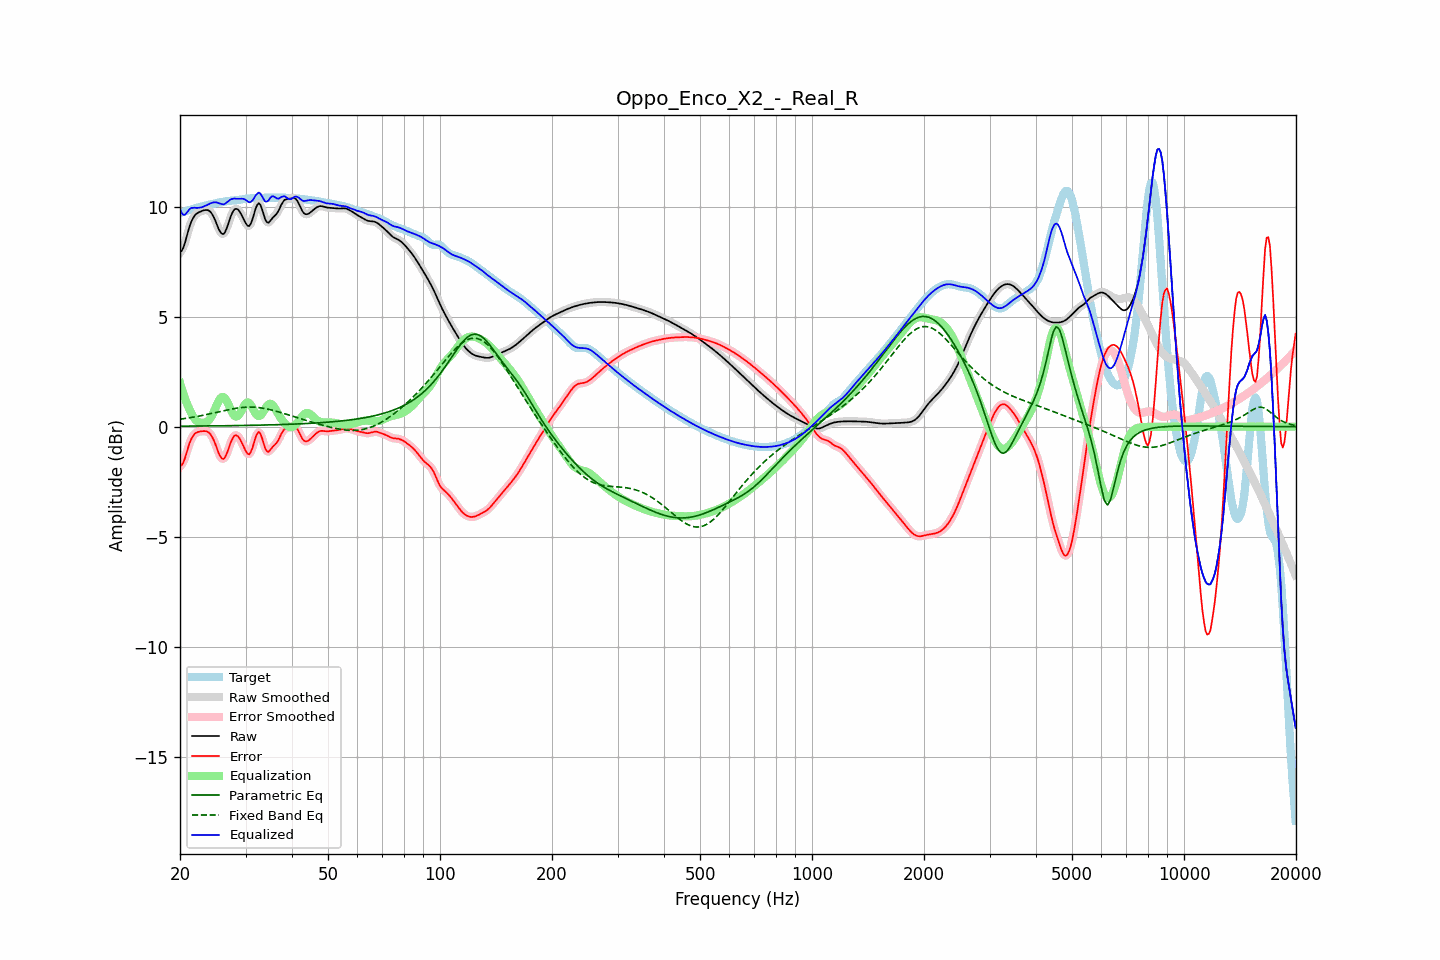 Oppo_Enco_X2_-_Real_R
Amplitude (dBr)
10
5
0
−5
−10
−15
Target
Raw Smoothed
Error Smoothed
Raw
Error
Equalization
Parametric Eq
Fixed Band Eq
Equalized
20 50 100 200 500 1000 2000 5000 10000 20000
Frequency (Hz)